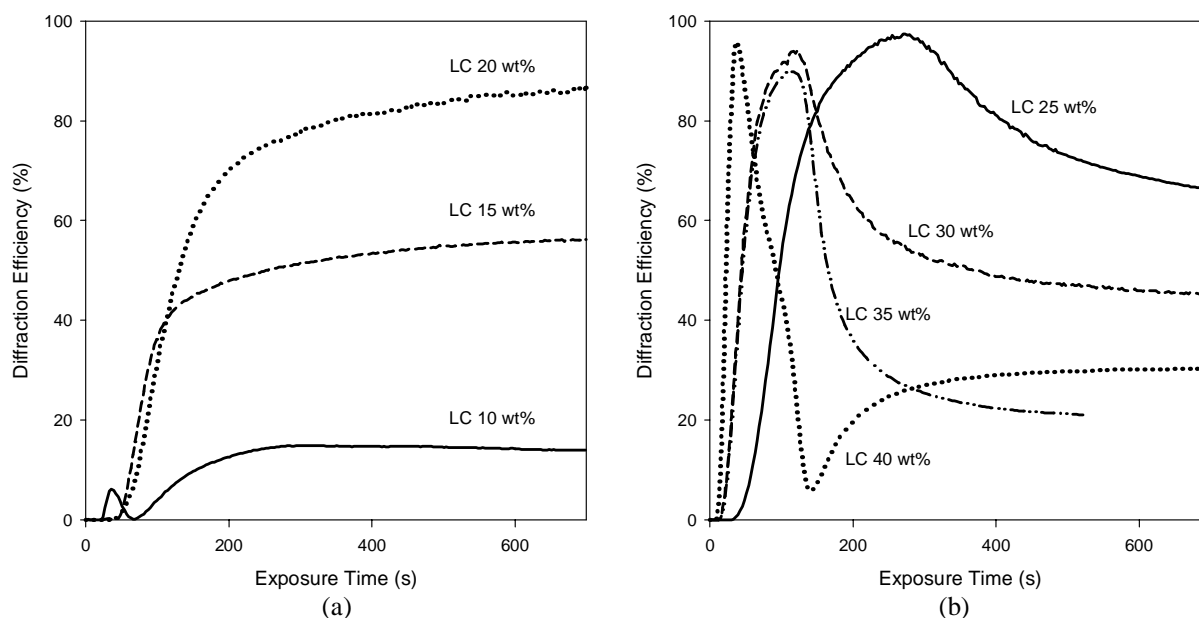 100
80
60
40
20
0
Diffraction Efficiency (%)
LC 20 wt%
LC 15 wt%
LC 10 wt%
0 200 400 600
Exposure Time (s)
(a)
100
80
60
40
20
0
Diffraction Efficiency (%)
LC 25 wt%
LC 30 wt%
LC 35 wt%
LC 40 wt%
0 200 400 600
Exposure Time (s)
(b)